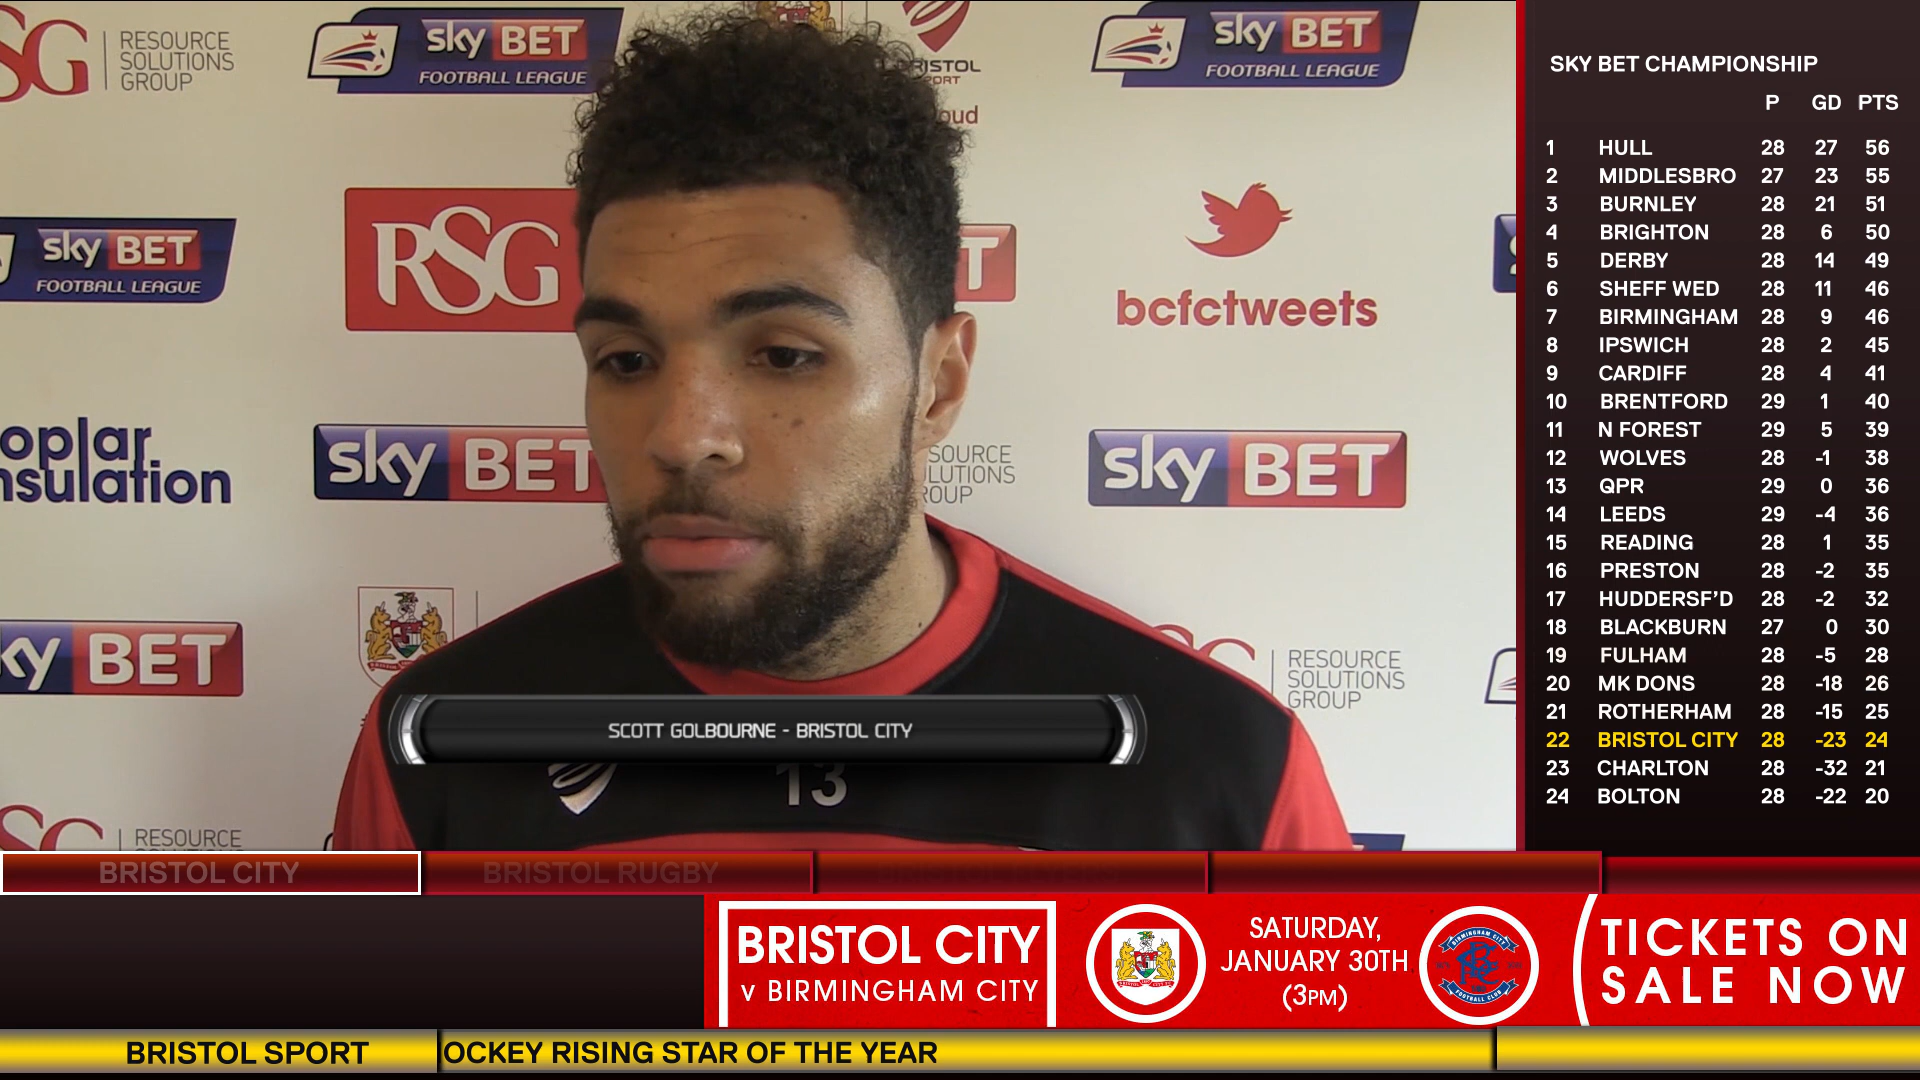 RSG
RESOURCE
SOLUTIONS
GROUP
sky BET
FOOTBALL LEAGUE
sky BET
FOOTBALL LEAGUE
sky BET
FOOTBALL LEAGUE
RSG
bcfctweets
oplar
nsulation
sky BET
SOURCE
LUTIONS
ROUP
sky BET
ky BET
RESOURCE
SOLUTIONS
GROUP
SCOTT GOLBOURNE - BRISTOL CITY
13
RESOURCE
SKY BET CHAMPIONSHIP
P GD PTS
1 HULL 28 27 56
2 MIDDLESBRO 27 23 55
3 BURNLEY 28 21 51
4 BRIGHTON 28 6 50
5 DERBY 28 14 49
6 SHEFF WED 28 11 46
7 BIRMINGHAM 28 9 46
8 IPSWICH 28 2 45
9 CARDIFF 28 4 41
10 BRENTFORD 29 1 40
11 N FOREST 29 5 39
12 WOLVES 28 -1 38
13 QPR 29 0 36
14 LEEDS 29 -4 36
15 READING 28 1 35
16 PRESTON 28 -2 35
17 HUDDERSF'D 28 -2 32
18 BLACKBURN 27 0 30
19 FULHAM 28 -5 28
20 MK DONS 28 -18 26
21 ROTHERHAM 28 -15 25
22 BRISTOL CITY 28 -23 24
23 CHARLTON 28 -32 21
24 BOLTON 28 -22 20
BRISTOL CITY
BRISTOL RUGBY
BRISTOL CITY
v BIRMINGHAM CITY
SATURDAY,
JANUARY 30TH
(3PM)
TICKETS ON
SALE NOW
BRISTOL SPORT
OCKEY RISING STAR OF THE YEAR